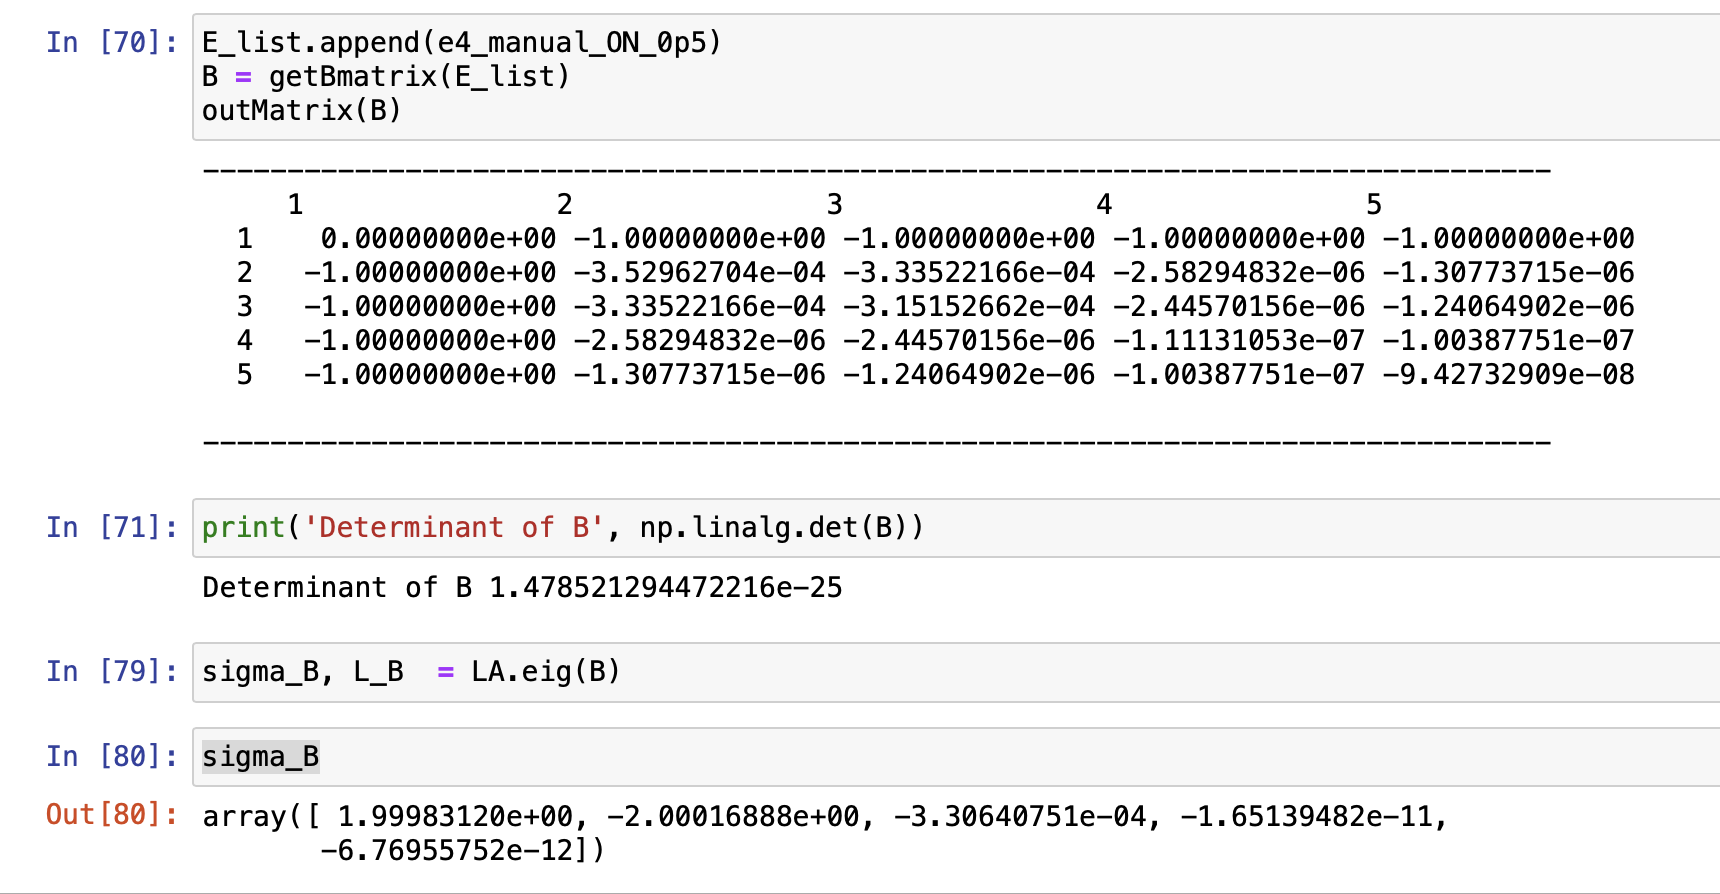 In [70]: E_list.append(e4_manual_ON_0p5)
B = getBmatrix(E_list)
outMatrix(B)
--------------------------------------------------------------------------------
1 2 3 4 5
1 0.00000000e+00 -1.00000000e+00 -1.00000000e+00 -1.00000000e+00 -1.00000000e+00
2 -1.00000000e+00 -3.52962704e-04 -3.33522166e-04 -2.58294832e-06 -1.30773715e-06
3 -1.00000000e+00 -3.33522166e-04 -3.15152662e-04 -2.44570156e-06 -1.24064902e-06
4 -1.00000000e+00 -2.58294832e-06 -2.44570156e-06 -1.11131053e-07 -1.00387751e-07
5 -1.00000000e+00 -1.30773715e-06 -1.24064902e-06 -1.00387751e-07 -9.42732909e-08
--------------------------------------------------------------------------------
In [71]: print('Determinant of B', np.linalg.det(B))
Determinant of B 1.478521294472216e-25
In [79]: sigma_B, L_B = LA.eig(B)
In [80]: sigma_B
Out[80]: array([ 1.99983120e+00, -2.00016888e+00, -3.30640751e-04, -1.65139482e-11,
-6.76955752e-12])